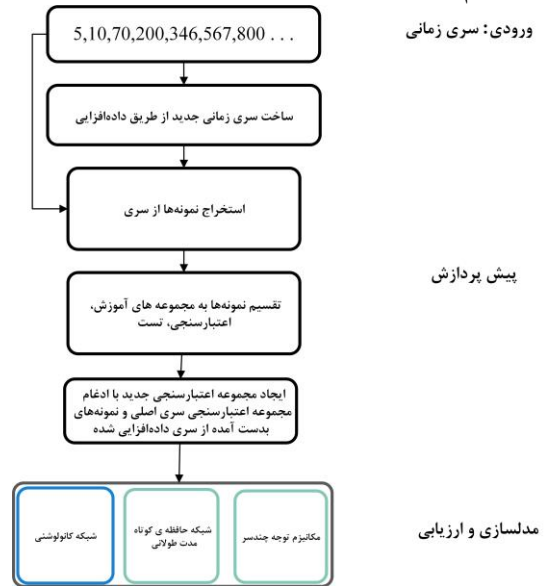 ورودی: سری زمانی
5,10,70,200,346,567,800 . . .
ساخت سری زمانی جدید از طریق داده‌افزایی
استخراج نمونه‌ها از سری
پیش پردازش
تقسیم نمونه‌ها به مجموعه های آموزش،
اعتبارسنجی، تست
ایجاد مجموعه اعتبارسنجی جدید با ادغام
مجموعه اعتبارسنجی سری اصلی و نمونه‌های
بدست آمده از سری داده‌افزایی شده
مدلسازی و ارزیابی
مکانیزم توجه چندسر
شبکه حافظه ی کوتاه
مدت طولانی
شبکه کانولوشنی